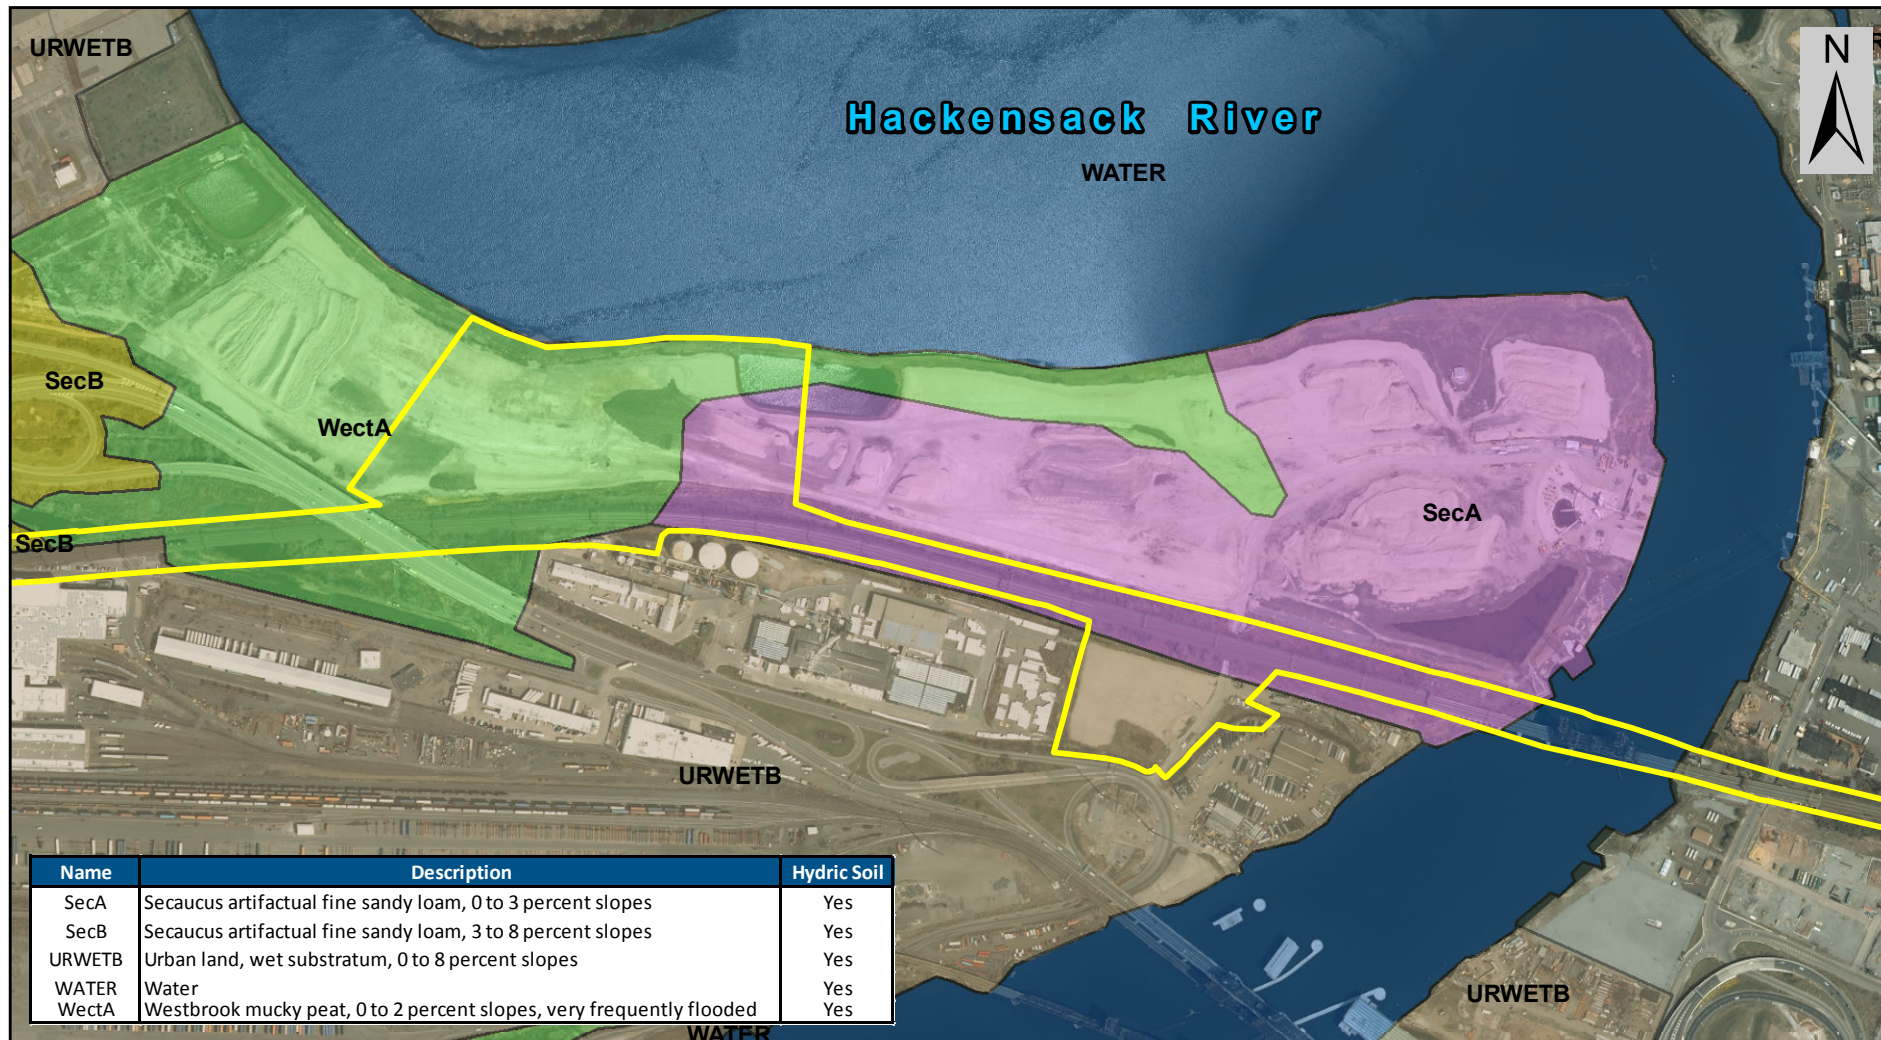 URWETB
N
R
Hackensack River
WATER
SecB
WectA
SecA
SecB
URWETB
Name Description Hydric Soil
SecA Secaucus artifactual fine sandy loam, 0 to 3 percent slopes Yes
SecB Secaucus artifactual fine sandy loam, 3 to 8 percent slopes Yes
URWETB Urban land, wet substratum, 0 to 8 percent slopes Yes
WATER Water Yes
WectA Westbrook mucky peat, 0 to 2 percent slopes, very frequently flooded Yes
URWETB
WATER